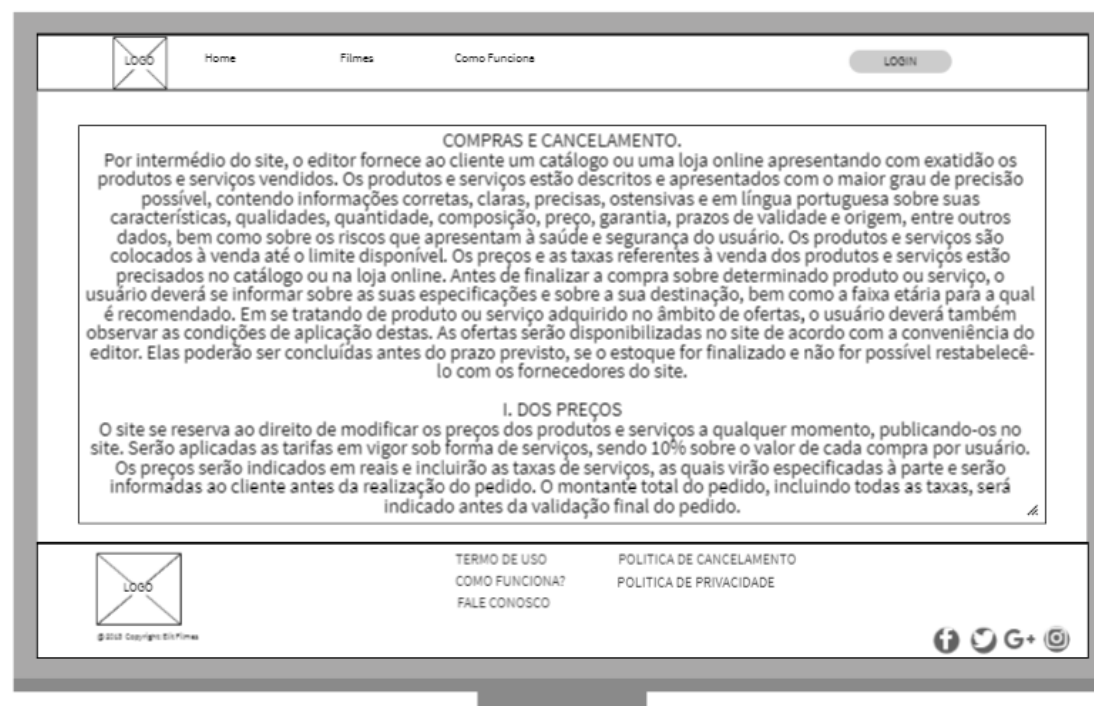 LOGO Home Filmes Como Funciona LOGIN
COMPRAS E CANCELAMENTO.
Por intermédio do site, o editor fornece ao cliente um catálogo ou uma loja online apresentando com exatidão os
produtos e serviços vendidos. Os produtos e serviços estão descritos e apresentados com o maior grau de precisão
possível, contendo informações corretas, claras, precisas, ostensivas e em língua portuguesa sobre suas
características, qualidades, quantidade, composição, preço, garantia, prazos de validade e origem, entre outros
dados, bem como sobre os riscos que apresentam à saúde e segurança do usuário. Os produtos e serviços são
colocados à venda até o limite disponível. Os preços e as taxas referentes à venda dos produtos e serviços estão
precisados no catálogo ou na loja online. Antes de finalizar a compra sobre determinado produto ou serviço, o
usuário deverá se informar sobre as suas especificações e sobre a sua destinação, bem como a faixa etária para a qual
é recomendado. Em se tratando de produto ou serviço adquirido no âmbito de ofertas, o usuário deverá também
observar as condições de aplicação destas. As ofertas serão disponibilizadas no site de acordo com a conveniência do
editor. Elas poderão ser concluídas antes do prazo previsto, se o estoque for finalizado e não for possível restabelecê-
lo com os fornecedores do site.
I. DOS PREÇOS
O site se reserva ao direito de modificar os preços dos produtos e serviços a qualquer momento, publicando-os no
site. Serão aplicadas as tarifas em vigor sob forma de serviços, sendo 10% sobre o valor de cada compra por usuário.
Os preços serão indicados em reais e incluirão as taxas de serviços, as quais virão especificadas à parte e serão
informadas ao cliente antes da realização do pedido. O montante total do pedido, incluindo todas as taxas, será
indicado antes da validação final do pedido.
LOGO
TERMO DE USO POLITICA DE CANCELAMENTO
COMO FUNCIONA? POLITICA DE PRIVACIDADE
FALE CONOSCO
Copyright Filmes
G+